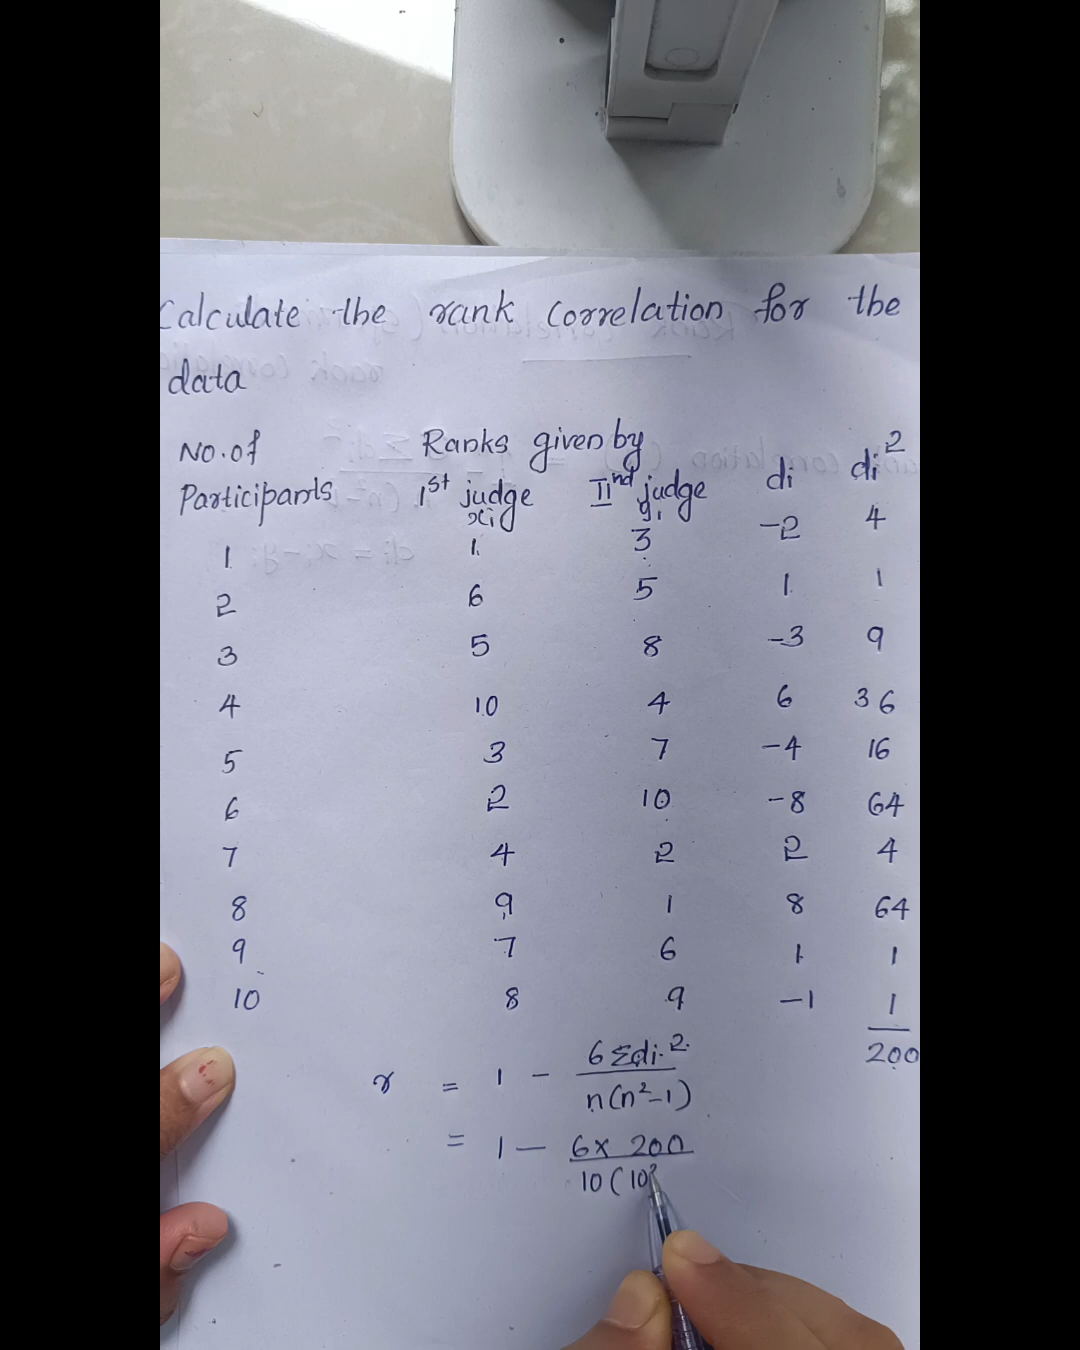 Calculate the rank correlation for the
data
No. of Ranks given by
Participants 1st judge IInd judge di di²
xi yi
1 1 3 -2 4
2 6 5 1 1
3 5 8 -3 9
4 10 4 6 36
5 3 7 -4 16
6 2 10 -8 64
7 4 2 2 4
8 9 1 8 64
9 7 6 1 1
10 8 9 -1 1
200
r = 1 - 6Σdi² / n(n²-1)
= 1 - 6x 200 / 10(10²